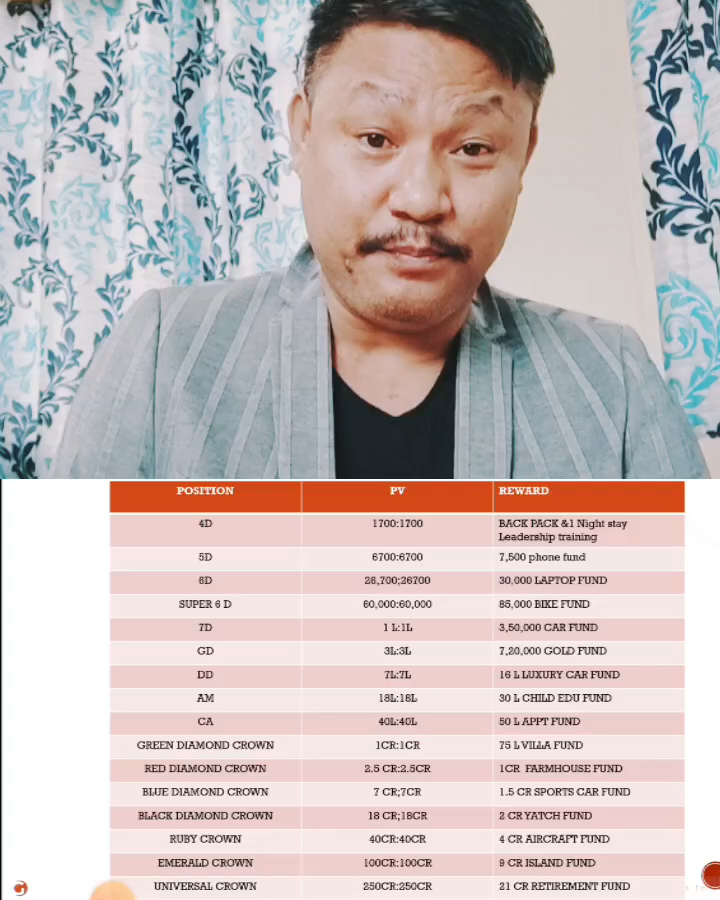 POSITION PV REWARD
4D 1700:1700 BACK PACK &1 Night stay
Leadership training
5D 6700:6700 7,500 phone fund
6D 26,700;26700 30,000 LAPTOP FUND
SUPER 6 D 60,000:60,000 85,000 BIKE FUND
7D 1 L:1L 3,50,000 CAR FUND
GD 3L:3L 7,20,000 GOLD FUND
DD 7L:7L 16 L LUXURY CAR FUND
AM 18L:18L 30 L CHILD EDU FUND
CA 40L:40L 50 L APPT FUND
GREEN DIAMOND CROWN 1CR:1CR 75 L VILLA FUND
RED DIAMOND CROWN 2.5 CR:2.5CR 1CR FARMHOUSE FUND
BLUE DIAMOND CROWN 7 CR;7CR 1.5 CR SPORTS CAR FUND
BLACK DIAMOND CROWN 18 CR;18CR 2 CR YATCH FUND
RUBY CROWN 40CR:40CR 4 CR AIRCRAFT FUND
EMERALD CROWN 100CR:100CR 9 CR ISLAND FUND
UNIVERSAL CROWN 250CR:250CR 21 CR RETIREMENT FUND